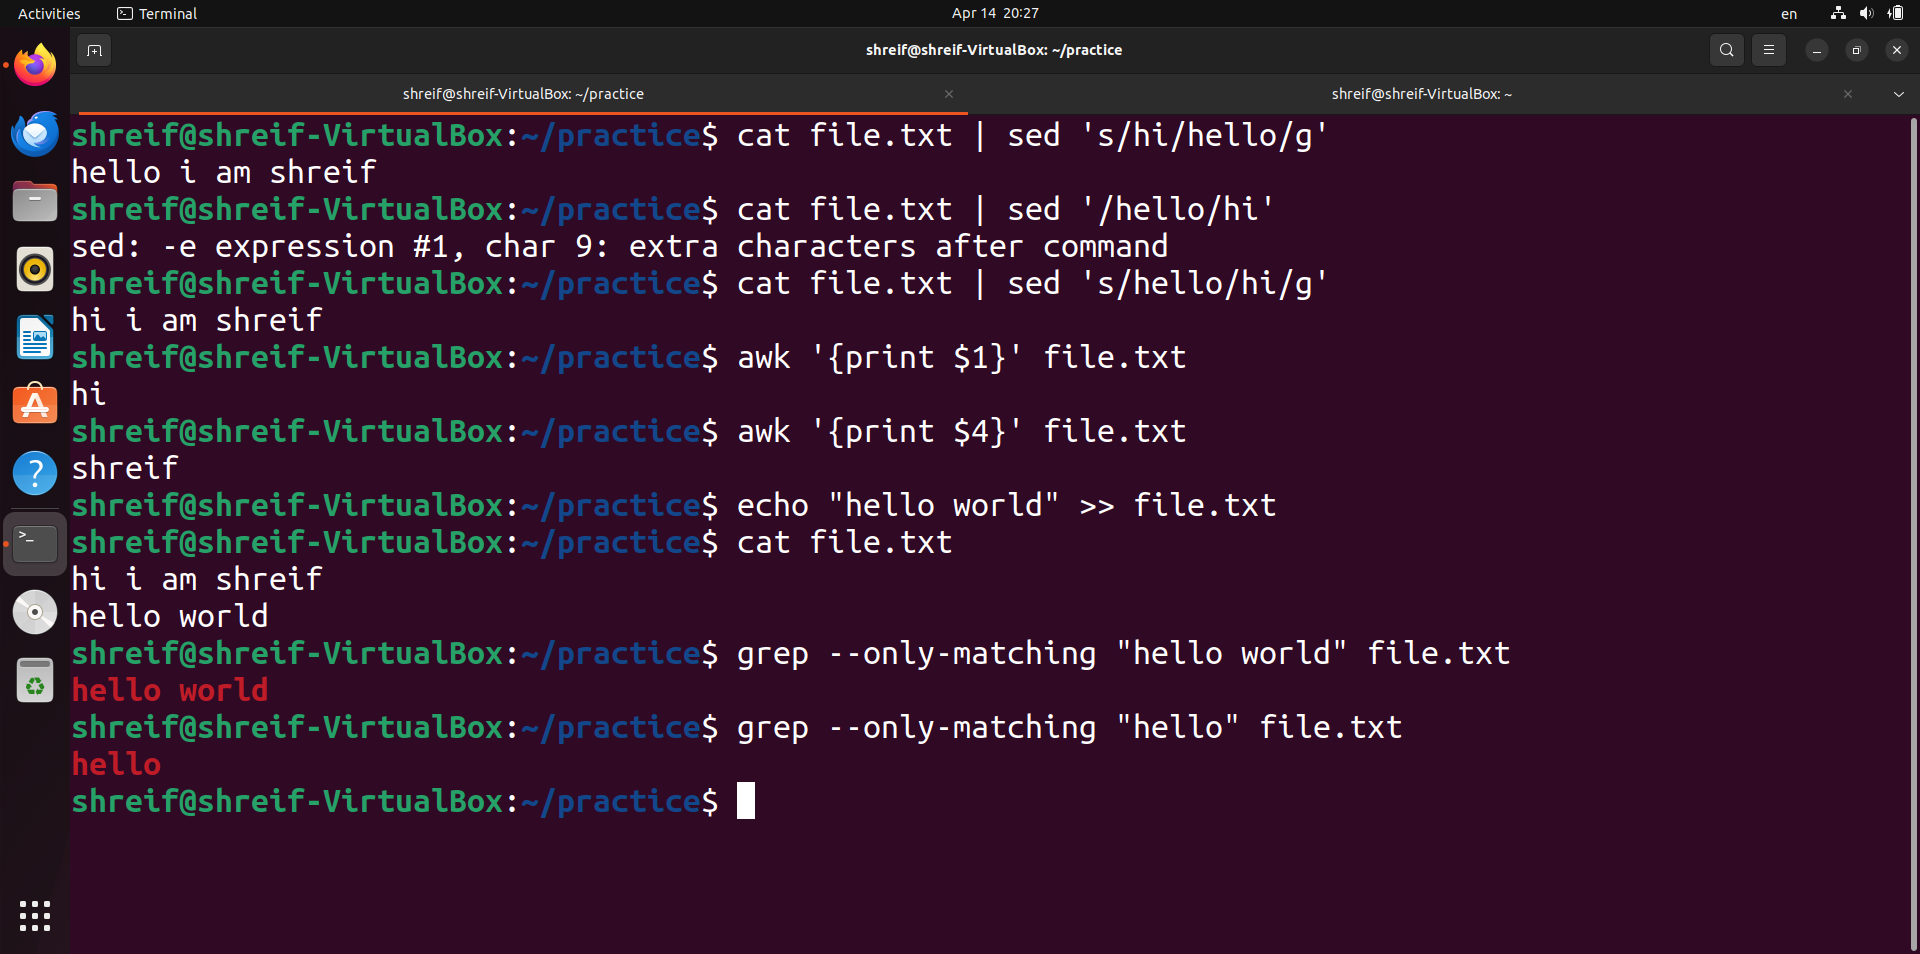 Activities Terminal Apr 14 20:27 en
shreif@shreif-VirtualBox: ~/practice
shreif@shreif-VirtualBox: ~/practice shreif@shreif-VirtualBox: ~
shreif@shreif-VirtualBox:~/practice$ cat file.txt | sed 's/hi/hello/g'
hello i am shreif
shreif@shreif-VirtualBox:~/practice$ cat file.txt | sed '/hello/hi'
sed: -e expression #1, char 9: extra characters after command
shreif@shreif-VirtualBox:~/practice$ cat file.txt | sed 's/hello/hi/g'
hi i am shreif
shreif@shreif-VirtualBox:~/practice$ awk '{print $1}' file.txt
hi
shreif@shreif-VirtualBox:~/practice$ awk '{print $4}' file.txt
shreif
shreif@shreif-VirtualBox:~/practice$ echo "hello world" >> file.txt
shreif@shreif-VirtualBox:~/practice$ cat file.txt
hi i am shreif
hello world
shreif@shreif-VirtualBox:~/practice$ grep --only-matching "hello world" file.txt
hello world
shreif@shreif-VirtualBox:~/practice$ grep --only-matching "hello" file.txt
hello
shreif@shreif-VirtualBox:~/practice$